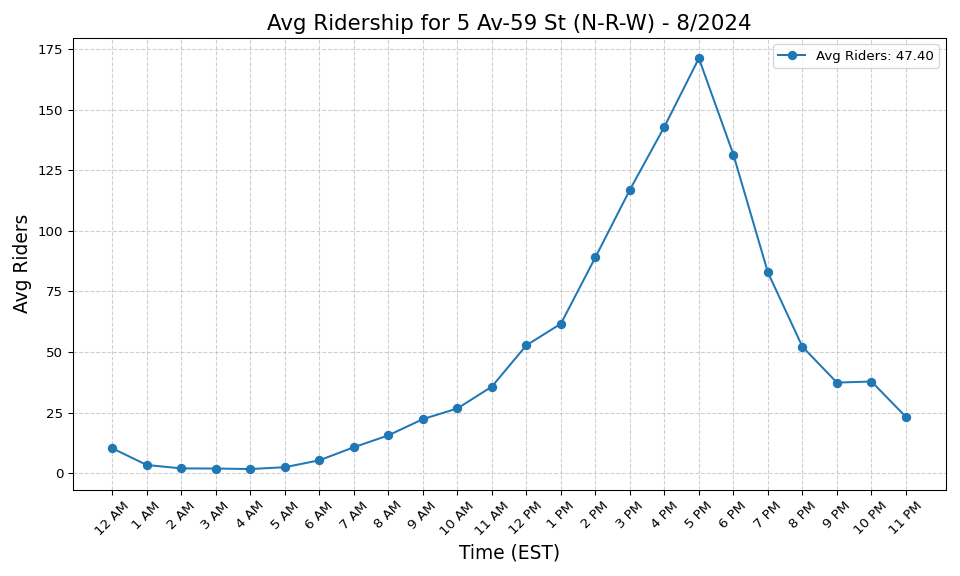 Avg Ridership for 5 Av-59 St (N-R-W) - 8/2024
Avg Riders: 47.40
Avg Riders
175
150
125
100
75
50
25
0
12 AM
1 AM
2 AM
3 AM
4 AM
5 AM
6 AM
7 AM
8 AM
9 AM
10 AM
11 AM
12 PM
1 PM
2 PM
3 PM
4 PM
5 PM
6 PM
7 PM
8 PM
9 PM
10 PM
11 PM
Time (EST)